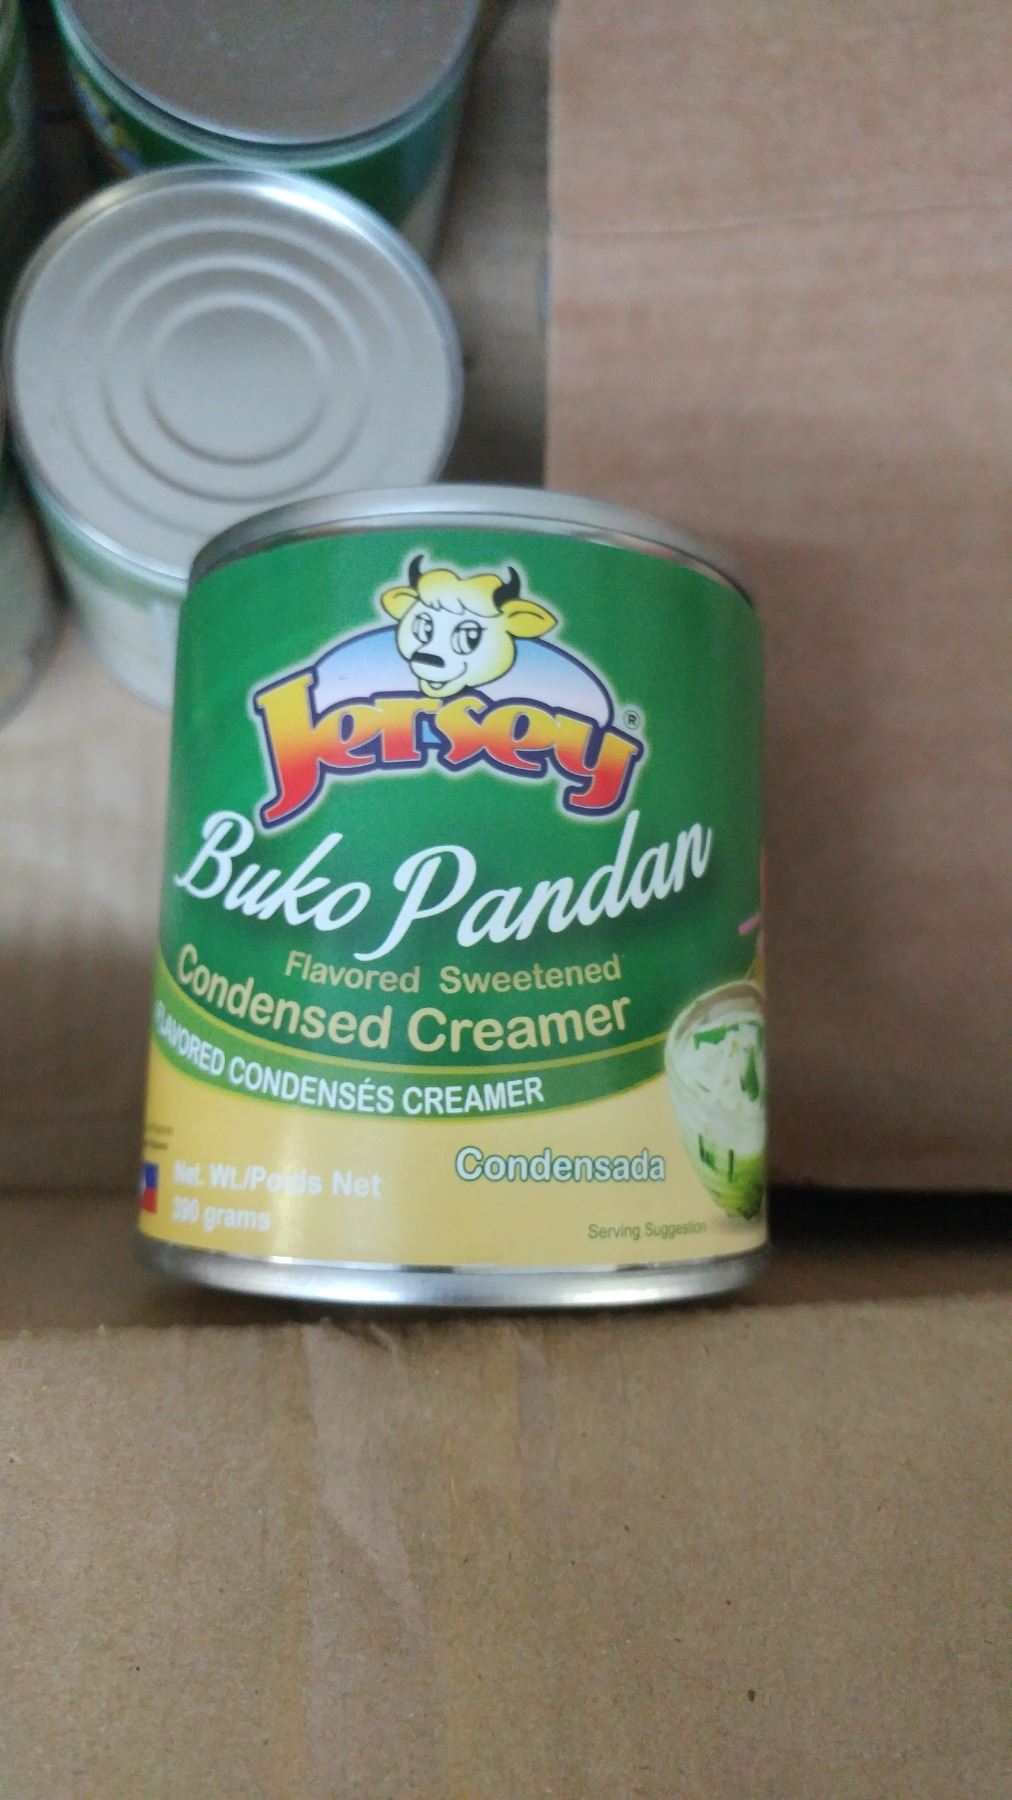 Jersey®
Buko Pandan
Flavored Sweetened
Condensed Creamer
FLAVORED CONDENSÉS CREAMER
Condensada
Net. Wt./Poids Net
390 grams
Serving Suggestion